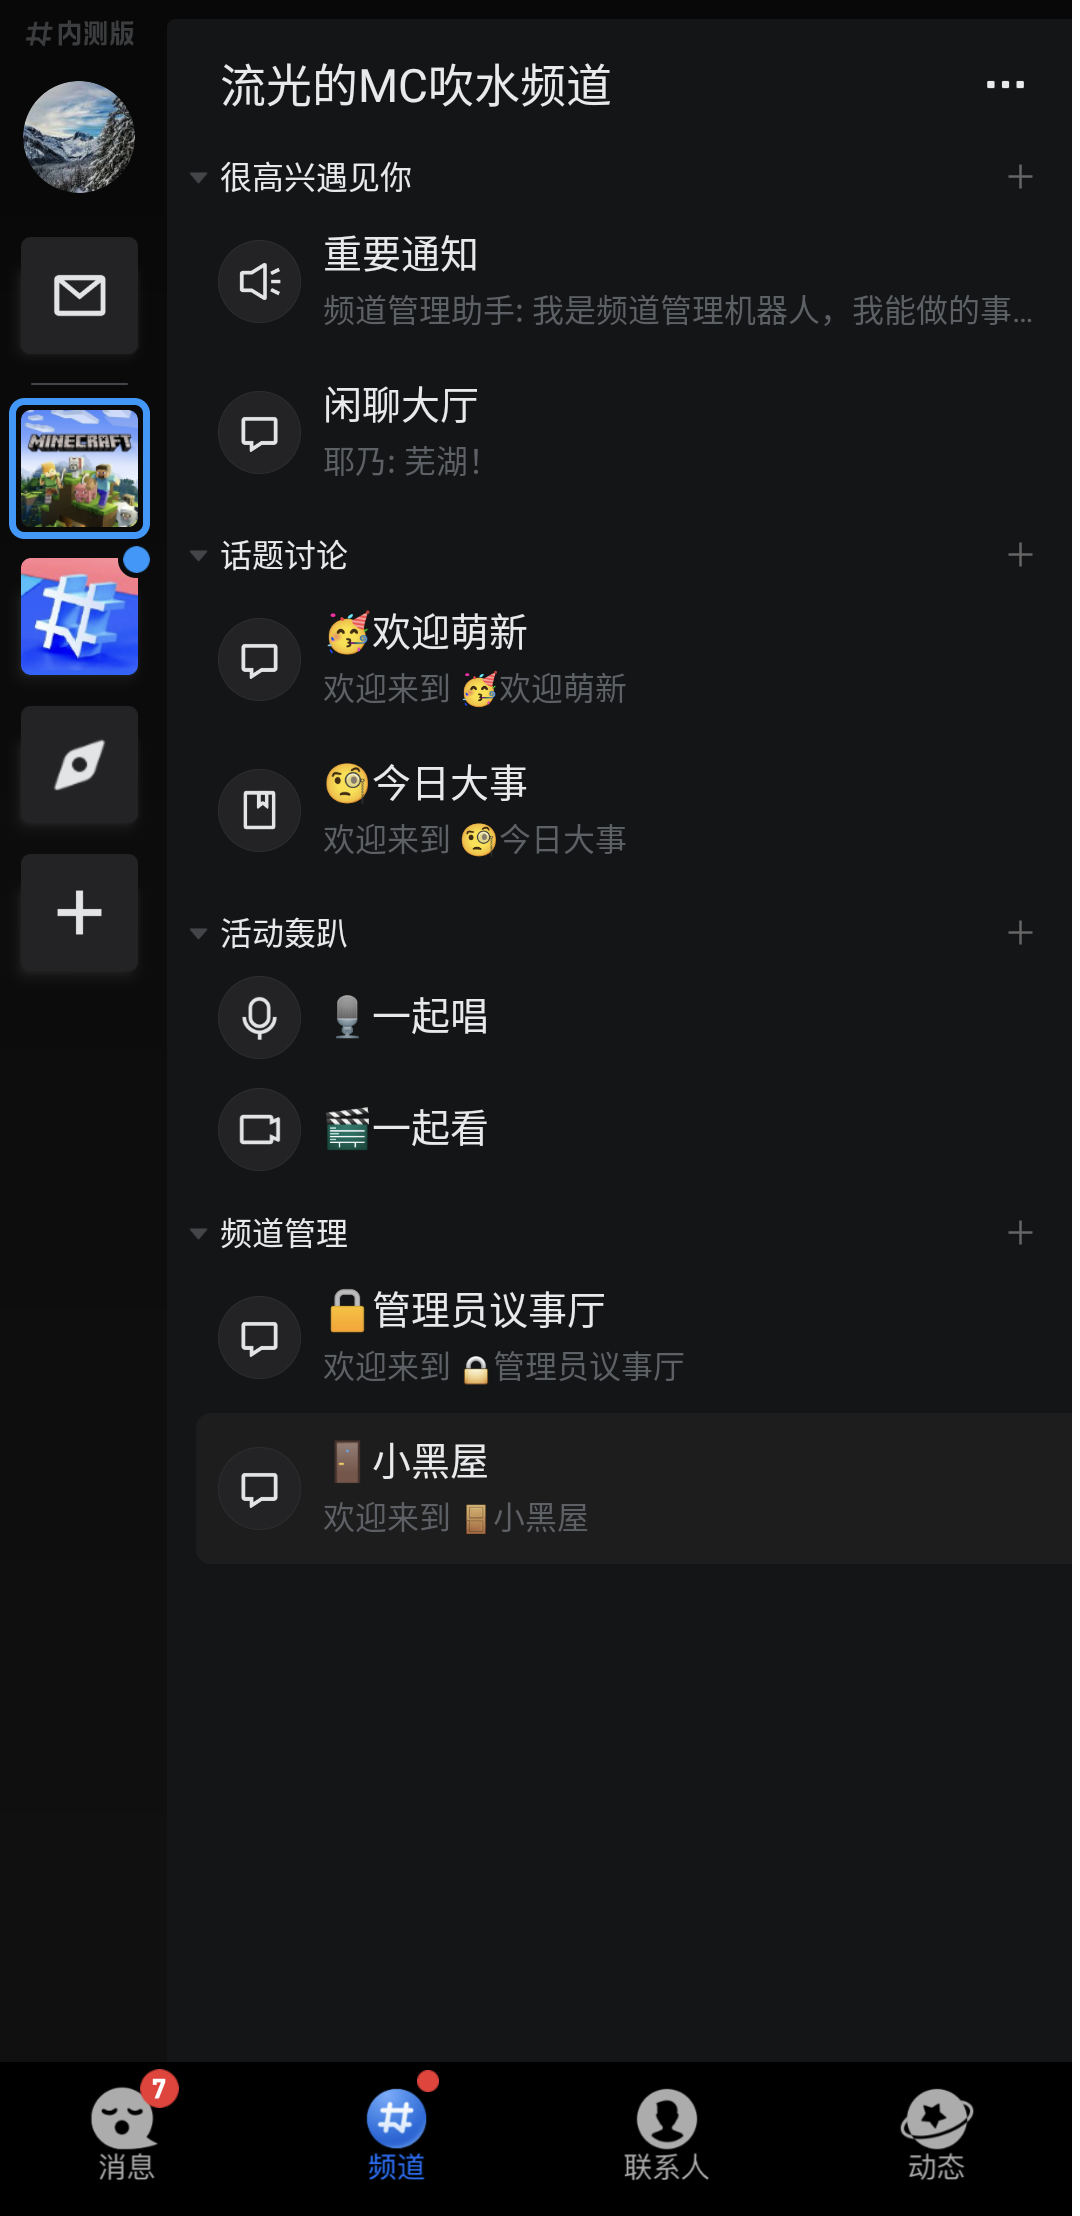 #内测版
流光的MC吹水频道
很高兴遇见你
重要通知
频道管理助手: 我是频道管理机器人，我能做的事...
闲聊大厅
耶乃: 芜湖！
MINECRAFT
话题讨论
🥳欢迎萌新
欢迎来到 🥳欢迎萌新
🧐今日大事
欢迎来到 🧐今日大事
活动轰趴
🎙️一起唱
🎬一起看
频道管理
🔒管理员议事厅
欢迎来到 🔒管理员议事厅
🚪小黑屋
欢迎来到 🚪小黑屋
7
消息
频道
联系人
动态